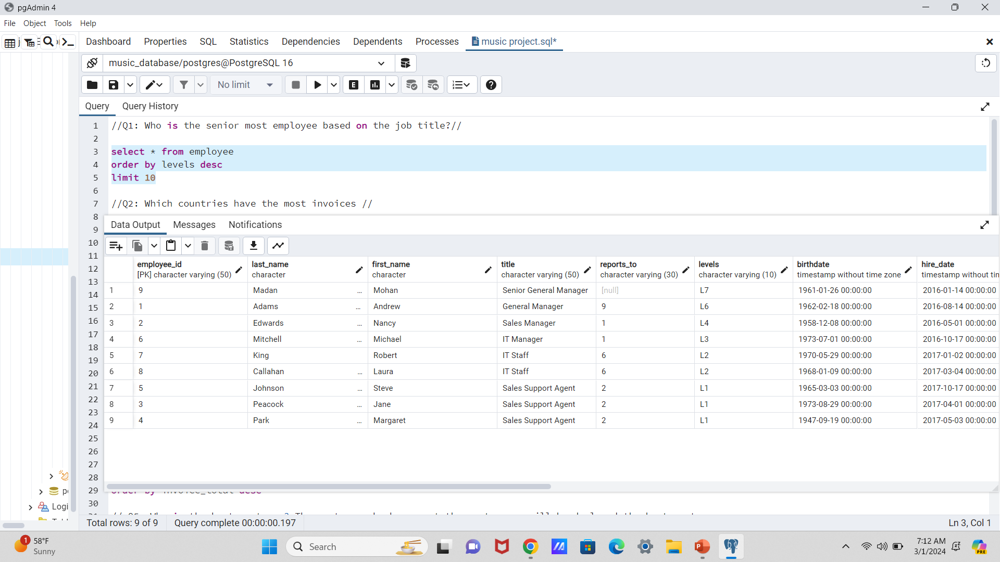 pgAdmin 4
File Object Tools Help
Dashboard Properties SQL Statistics Dependencies Dependents Processes music project.sql*
music_database/postgres@PostgreSQL 16
No limit
Query Query History
1 //Q1: Who is the senior most employee based on the job title?//
2
3 select * from employee
4 order by levels desc
5 limit 10
6
7 //Q2: Which countries have the most invoices //
8
Data Output Messages Notifications
9
10
11
12
13
14
15
16
17
18
19
20
21
22
23
24
25
26
27
28
employee_id last_name first_name title reports_to levels birthdate hire_date
[PK] character varying (50) character character character varying (50) character varying (30) character varying (10) timestamp without time zone timestamp without tin
1 9 Madan ... Mohan Senior General Manager [null] L7 1961-01-26 00:00:00 2016-01-14 00:00:00
2 1 Adams ... Andrew General Manager 9 L6 1962-02-18 00:00:00 2016-08-14 00:00:00
3 2 Edwards ... Nancy Sales Manager 1 L4 1958-12-08 00:00:00 2016-05-01 00:00:00
4 6 Mitchell ... Michael IT Manager 1 L3 1973-07-01 00:00:00 2016-10-17 00:00:00
5 7 King Robert IT Staff 6 L2 1970-05-29 00:00:00 2017-01-02 00:00:00
6 8 Callahan ... Laura IT Staff 6 L2 1968-01-09 00:00:00 2017-03-04 00:00:00
7 5 Johnson ... Steve Sales Support Agent 2 L1 1965-03-03 00:00:00 2017-10-17 00:00:00
8 3 Peacock ... Jane Sales Support Agent 2 L1 1973-08-29 00:00:00 2017-04-01 00:00:00
9 4 Park ... Margaret Sales Support Agent 2 L1 1947-09-19 00:00:00 2017-05-03 00:00:00
29 order by invoice_total desc
30
Logi
Total rows: 9 of 9 Query complete 00:00:00.197 Ln 3, Col 1
1 58°F
Sunny
Search
7:12 AM
3/1/2024
PRE